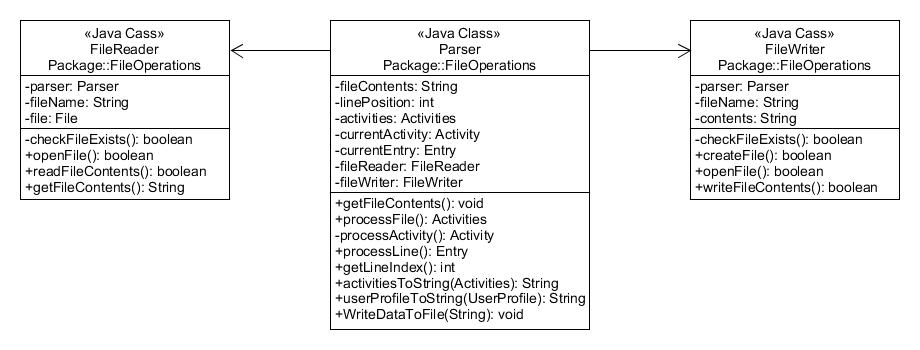 «Java Cass»
FileReader
Package::FileOperations
-parser: Parser
-fileName: String
-file: File
-checkFileExists(): boolean
+openFile(): boolean
+readFileContents(): boolean
+getFileContents(): String
«Java Class»
Parser
Package::FileOperations
-fileContents: String
-linePosition: int
-activities: Activities
-currentActivity: Activity
-currentEntry: Entry
-fileReader: FileReader
-fileWriter: FileWriter
+getFileContents(): void
+processFile(): Activities
-processActivity(): Activity
+processLine(): Entry
+getLineIndex(): int
+activitiesToString(Activities): String
+userProfileToString(UserProfile): String
+WriteDataToFile(String): void
«Java Cass»
FileWriter
Package::FileOperations
-parser: Parser
-fileName: String
-contents: String
-checkFileExists(): boolean
+createFile(): boolean
+openFile(): boolean
+writeFileContents(): boolean